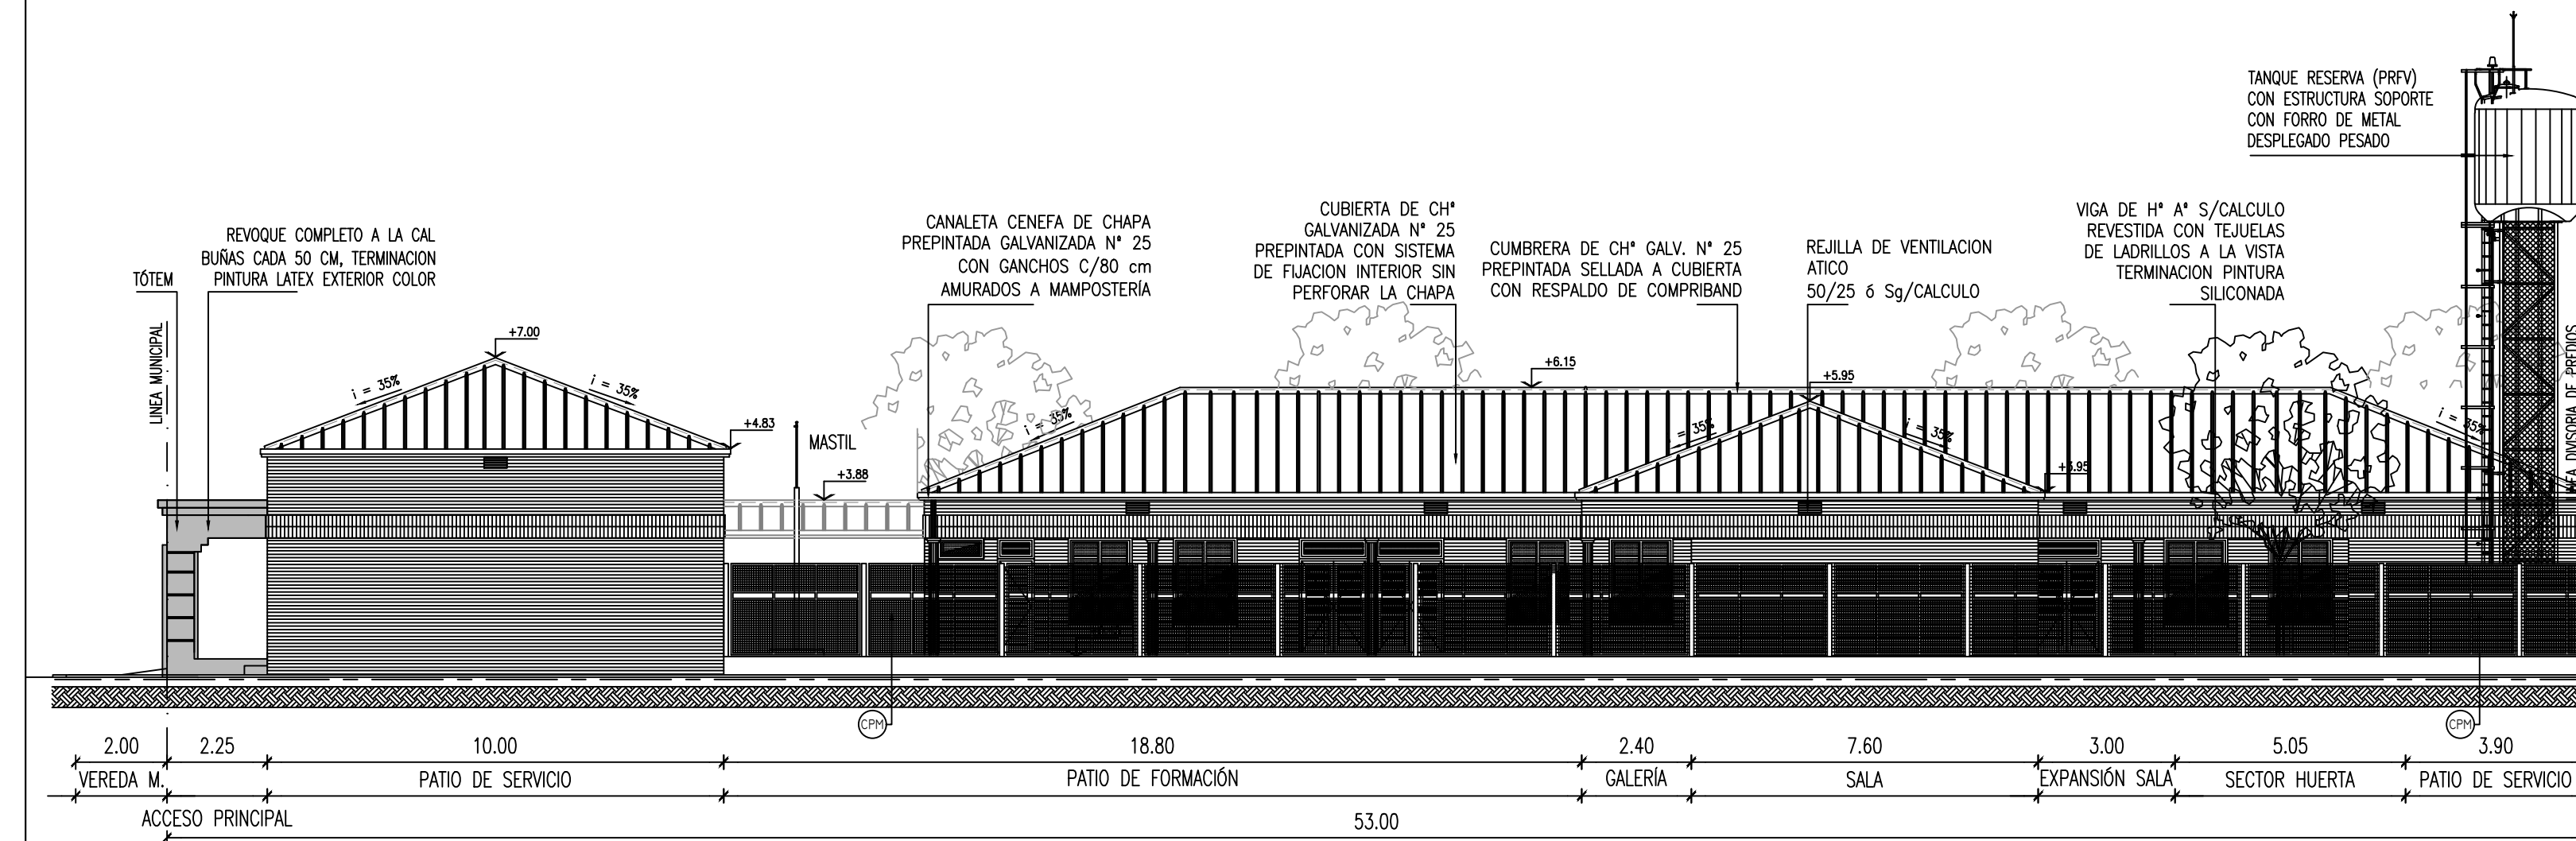 TANQUE RESERVA (PRFV)
CON ESTRUCTURA SOPORTE
CON FORRO DE METAL
DESPLEGADO PESADO
REVOQUE COMPLETO A LA CAL
BUÑAS CADA 50 CM, TERMINACION
PINTURA LATEX EXTERIOR COLOR
TÓTEM
CANALETA CENEFA DE CHAPA
PREPINTADA GALVANIZADA N° 25
CON GANCHOS C/80 cm
AMURADOS A MAMPOSTERÍA
CUBIERTA DE CH°
GALVANIZADA N° 25
PREPINTADA CON SISTEMA
DE FIJACION INTERIOR SIN
PERFORAR LA CHAPA
CUMBRERA DE CH° GALV. N° 25
PREPINTADA SELLADA A CUBIERTA
CON RESPALDO DE COMPRIBAND
REJILLA DE VENTILACION
ATICO
50/25 ó Sg/CALCULO
VIGA DE H° A° S/CALCULO
REVESTIDA CON TEJUELAS
DE LADRILLOS A LA VISTA
TERMINACION PINTURA
SILICONADA
LINEA MUNICIPAL
+7.00
i = 35%
i = 35%
+4.83
MASTIL
+3.88
i = 35%
+6.15
+5.95
i = 35%
i = 35%
i = 35%
LINEA DIVISORIA DE PREDIOS
CPM
CPM
2.00
2.25
10.00
18.80
2.40
7.60
3.00
5.05
3.90
VEREDA M.
PATIO DE SERVICIO
PATIO DE FORMACIÓN
GALERÍA
SALA
EXPANSIÓN SALA
SECTOR HUERTA
PATIO DE SERVICIO
ACCESO PRINCIPAL
53.00